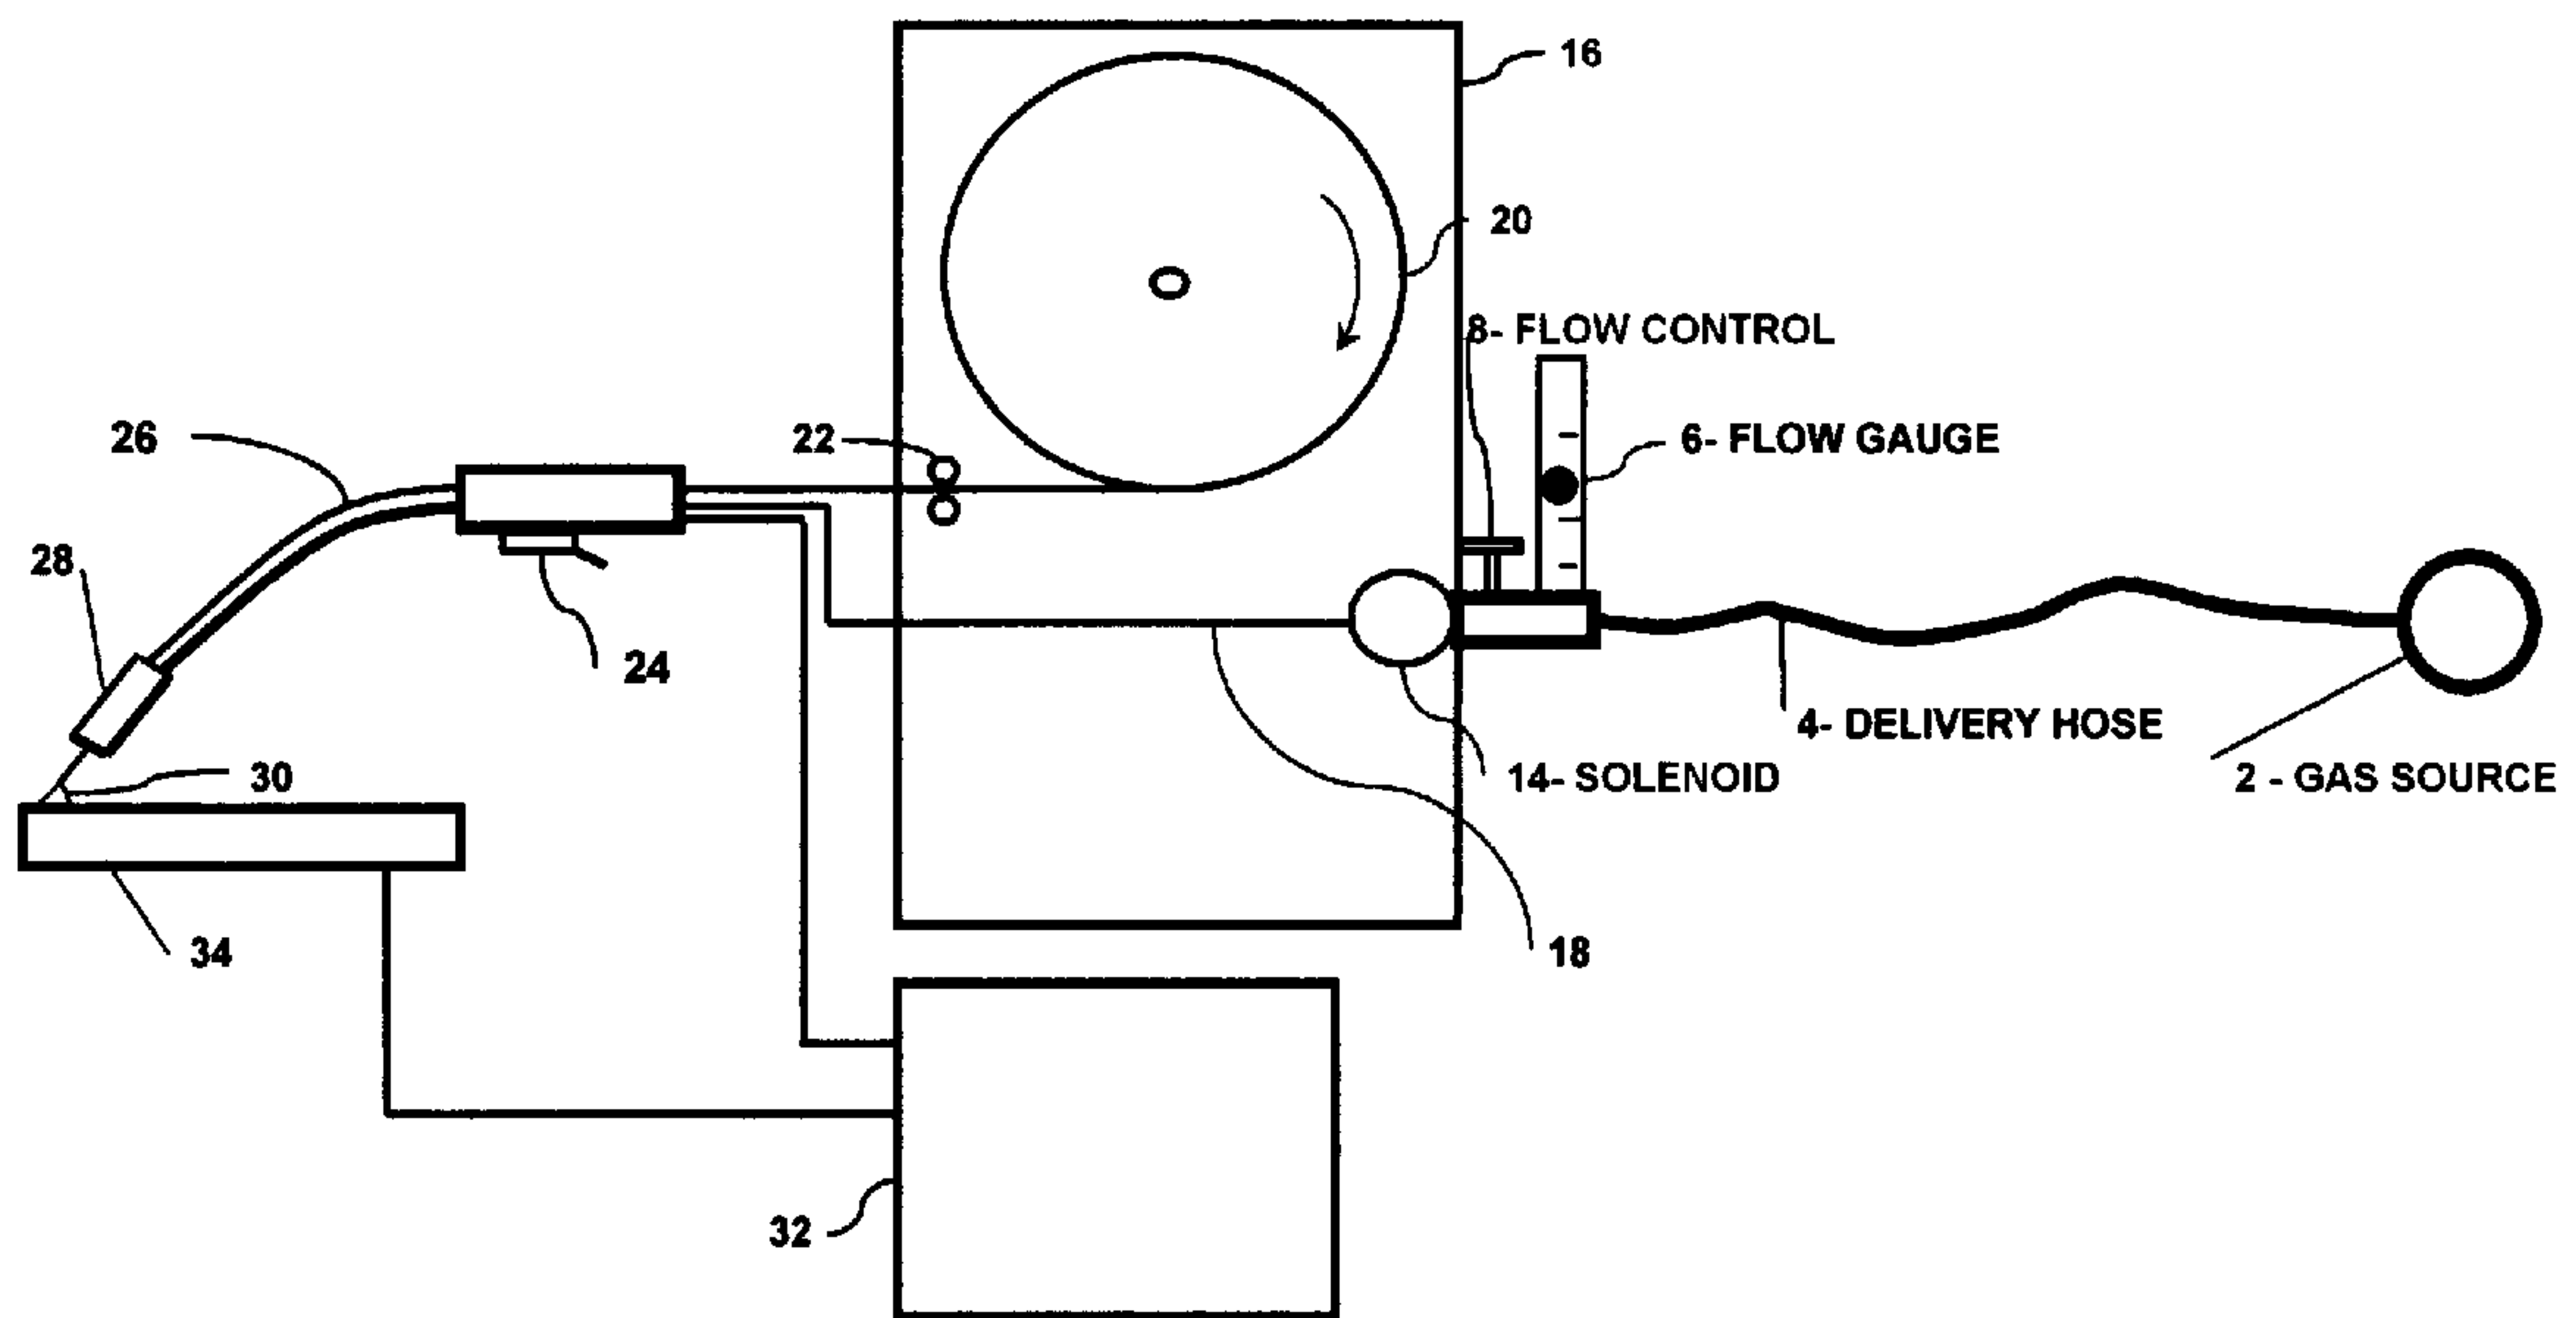 16
20
8- FLOW CONTROL
26
22
6- FLOW GAUGE
28
24
4- DELIVERY HOSE
30
14- SOLENOID
2 - GAS SOURCE
34
18
32